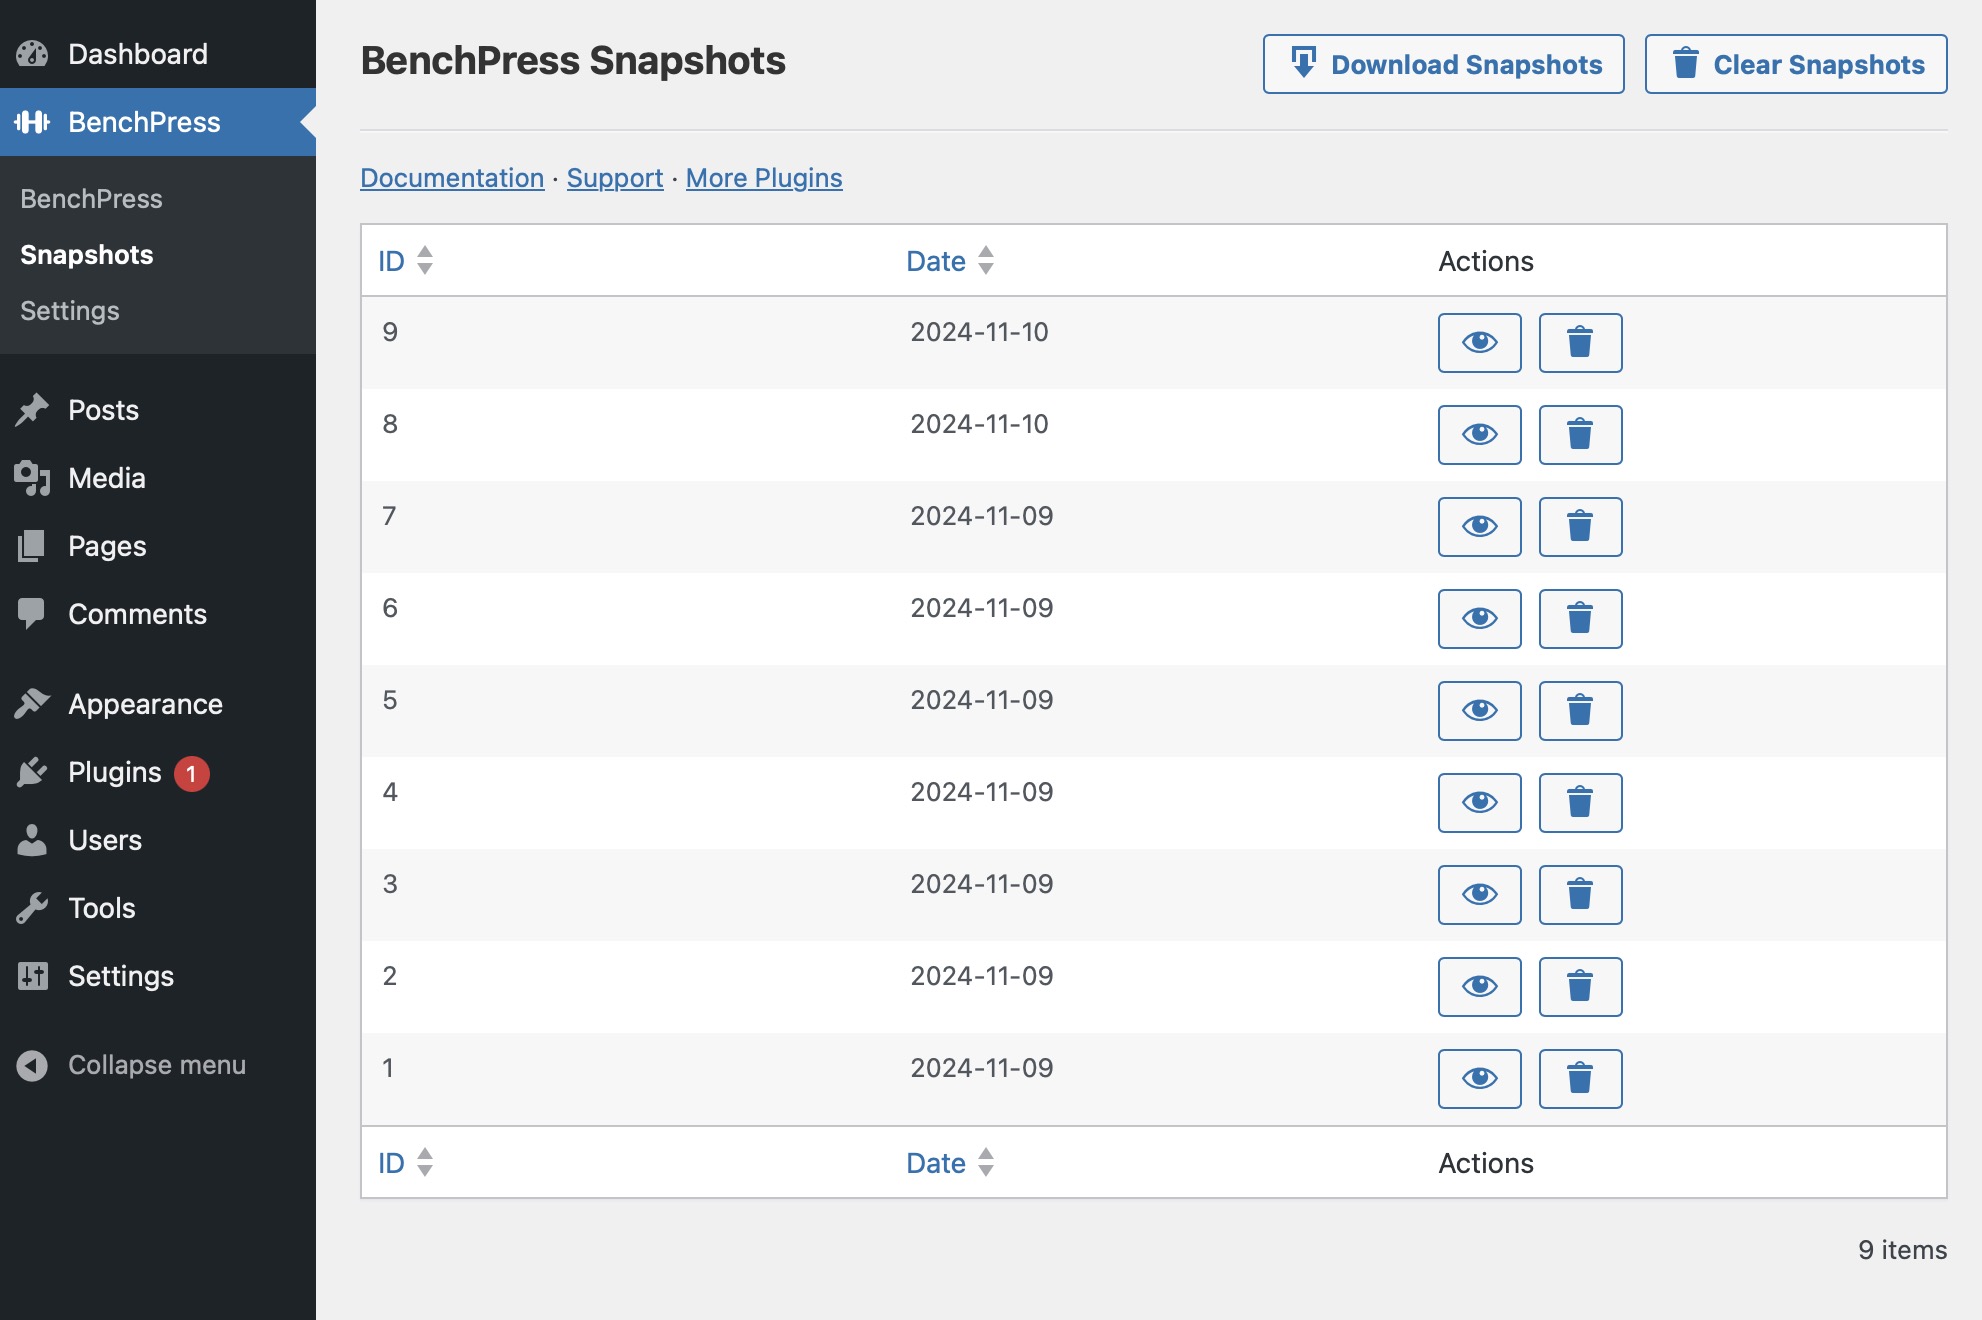 Dashboard
BenchPress
BenchPress
Snapshots
Settings
Posts
Media
Pages
Comments
Appearance
Plugins 1
Users
Tools
Settings
Collapse menu
BenchPress Snapshots
Download Snapshots
Clear Snapshots
Documentation · Support · More Plugins
ID Date Actions
9 2024-11-10
8 2024-11-10
7 2024-11-09
6 2024-11-09
5 2024-11-09
4 2024-11-09
3 2024-11-09
2 2024-11-09
1 2024-11-09
ID Date Actions
9 items